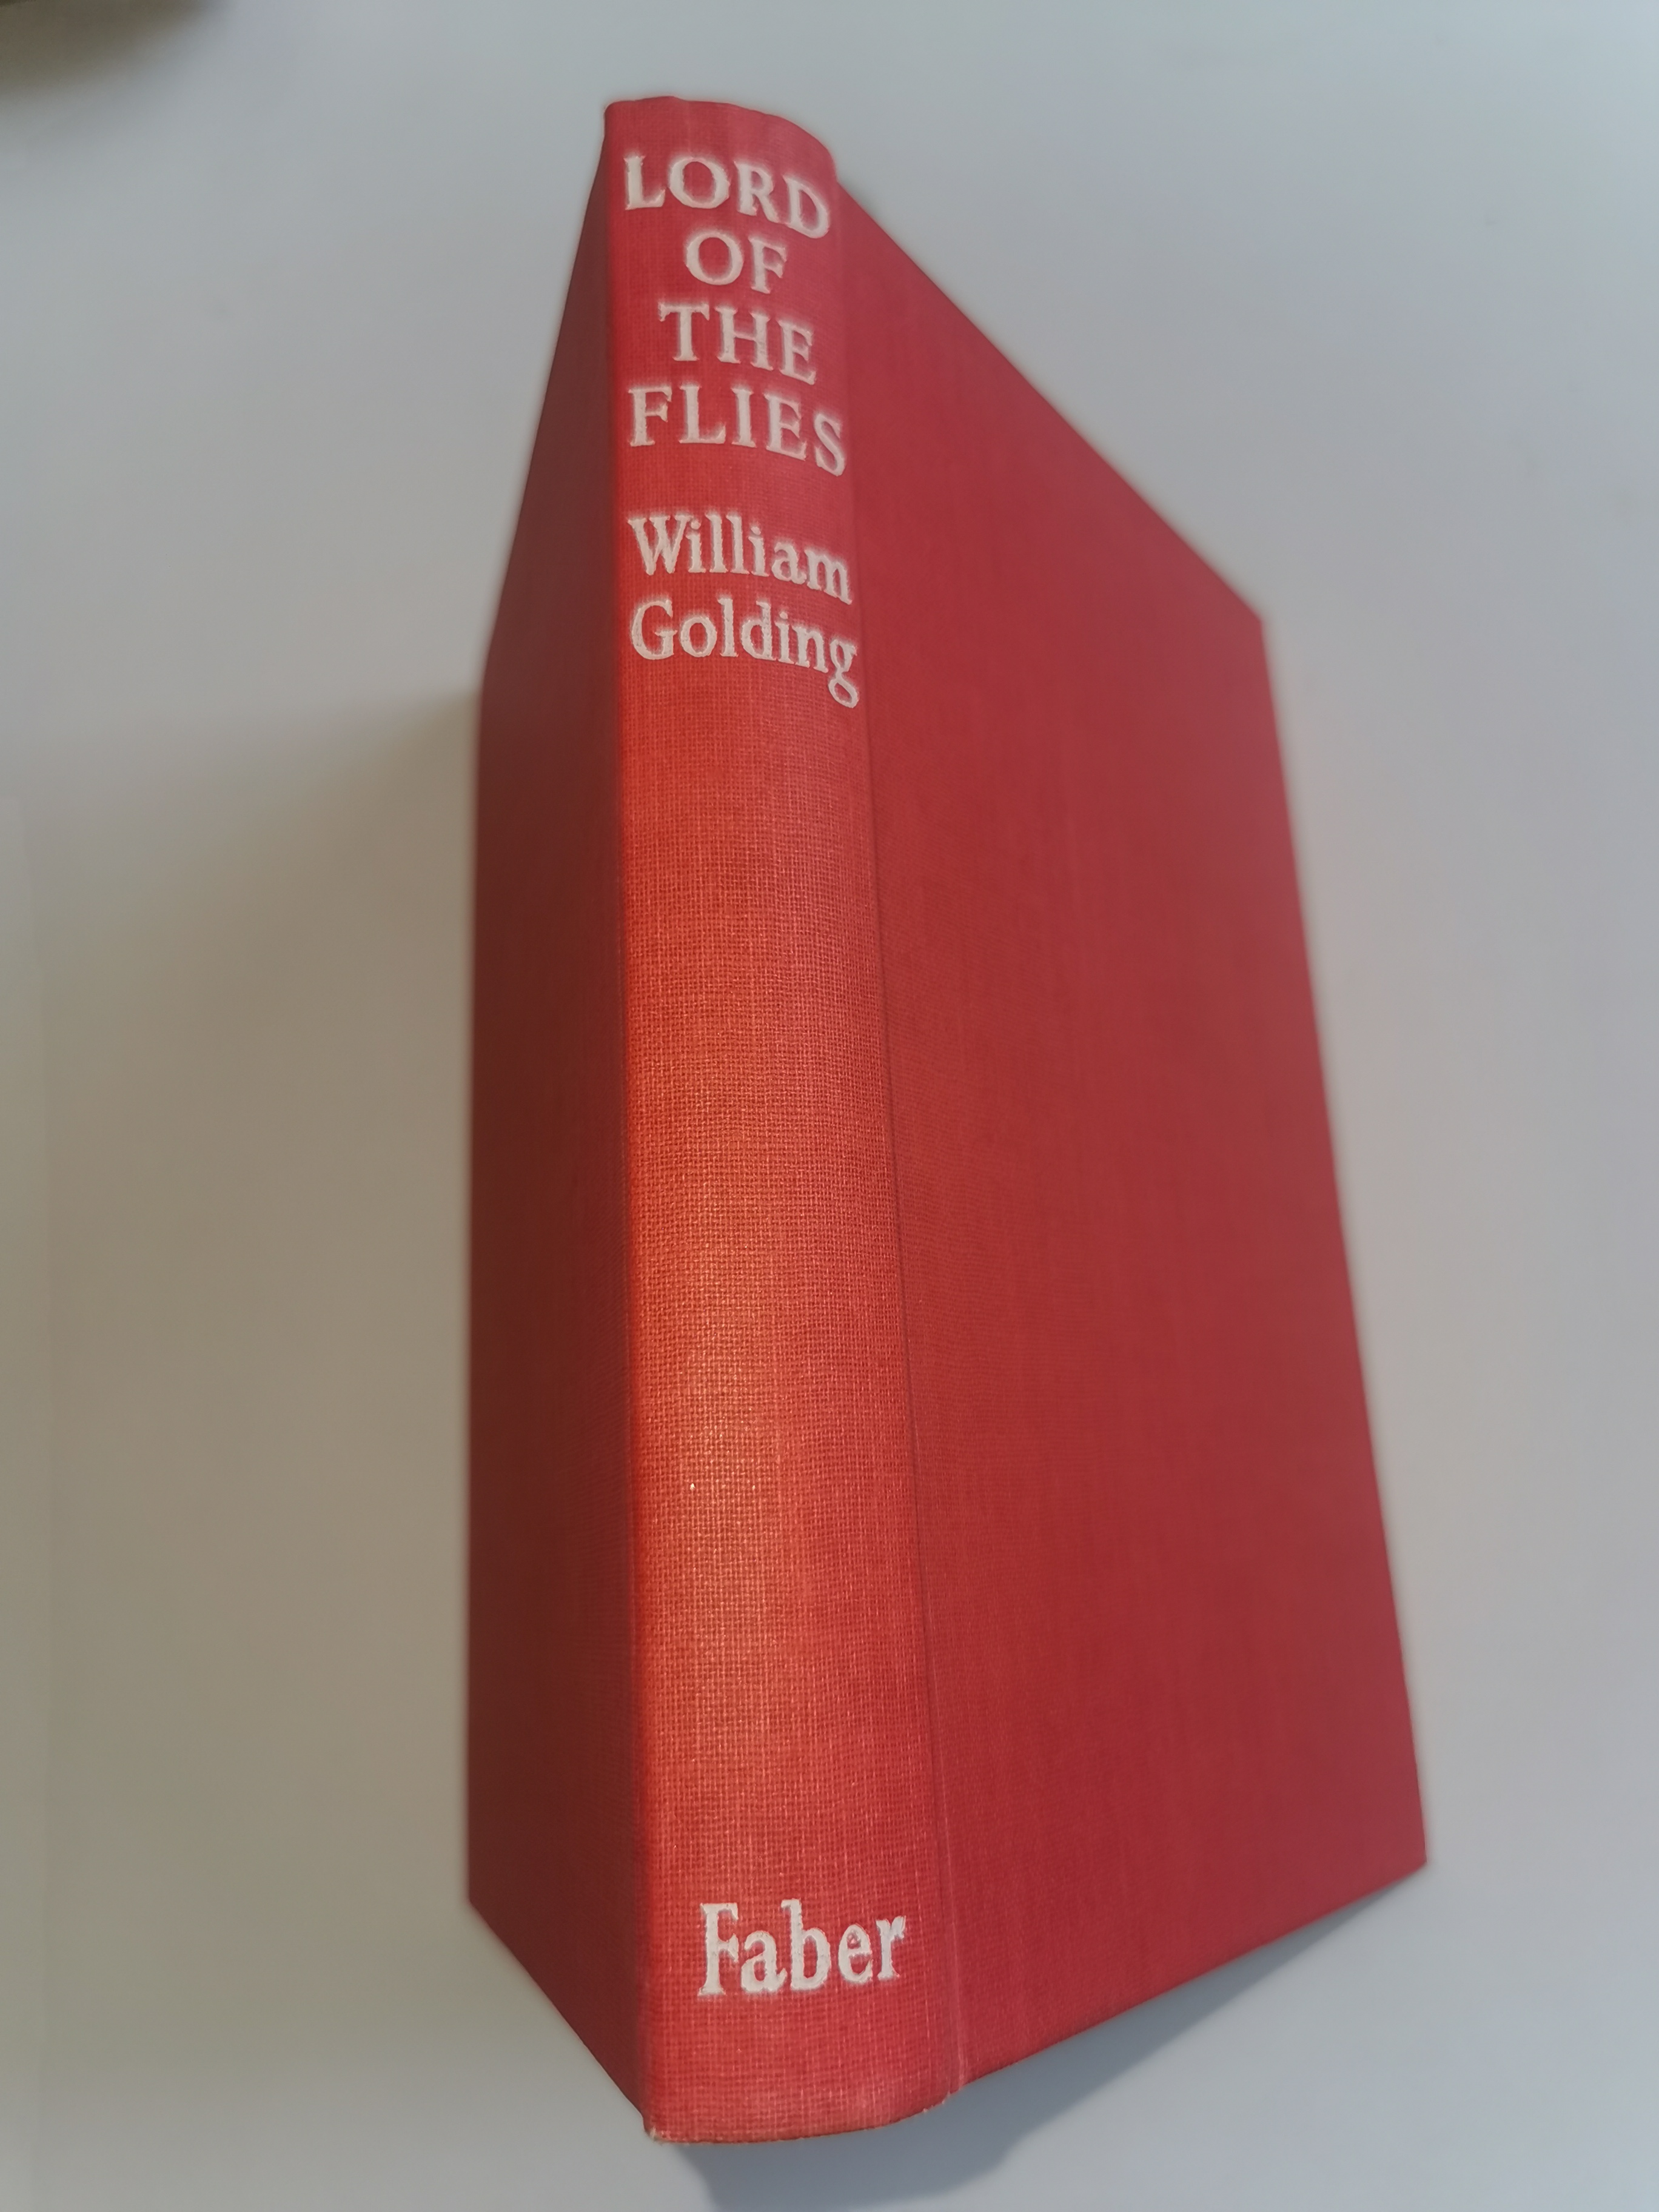 LORD
OF
THE
FLIES
William
Golding
Faber